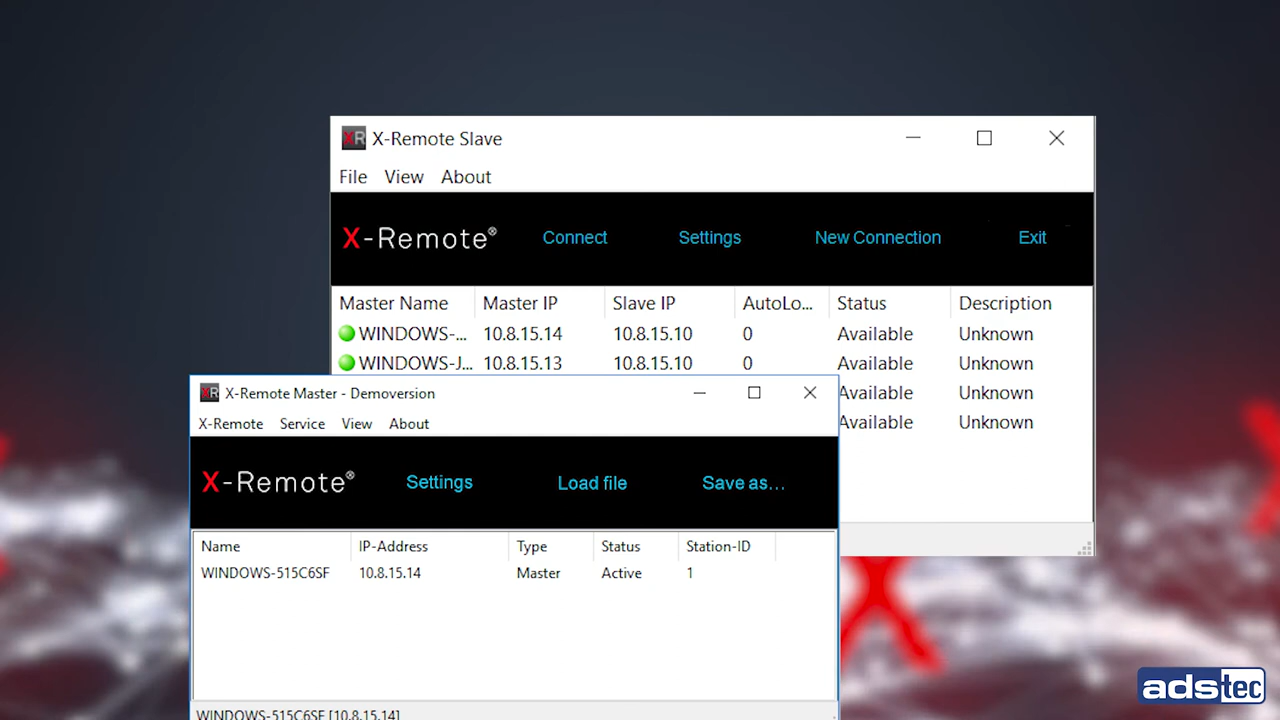 X-Remote Slave
File View About
X-Remote® Connect Settings New Connection Exit
Master Name Master IP Slave IP AutoLo... Status Description
WINDOWS-... 10.8.15.14 10.8.15.10 0 Available Unknown
WINDOWS-J... 10.8.15.13 10.8.15.10 0 Available Unknown
Available Unknown
Available Unknown
X-Remote Master - Demoversion
X-Remote Service View About
X-Remote® Settings Load file Save as...
Name IP-Address Type Status Station-ID
WINDOWS-515C6SF 10.8.15.14 Master Active 1
WINDOWS-515C6SF [10.8.15.14]
adstec